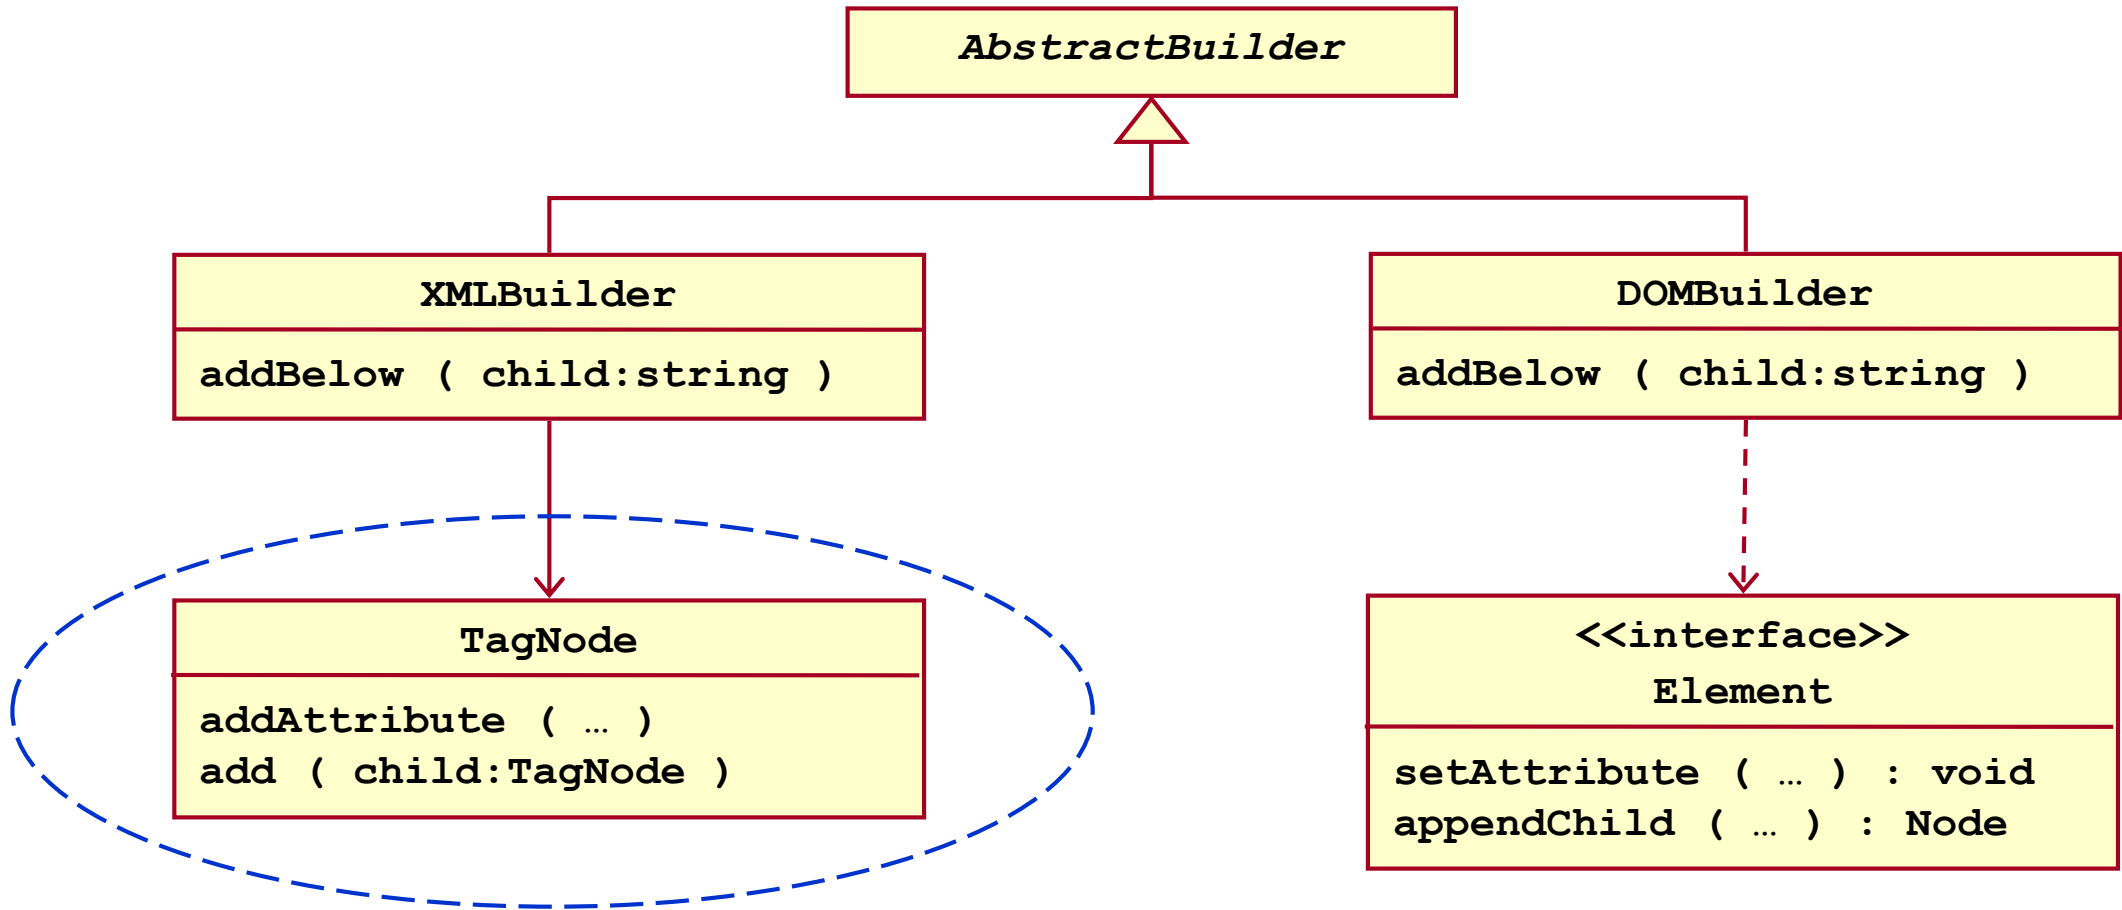 AbstractBuilder
XMLBuilder
addBelow ( child:string )
DOMBuilder
addBelow ( child:string )
TagNode
addAttribute ( … )
add ( child:TagNode )
<<interface>>
Element
setAttribute ( … ) : void
appendChild ( … ) : Node